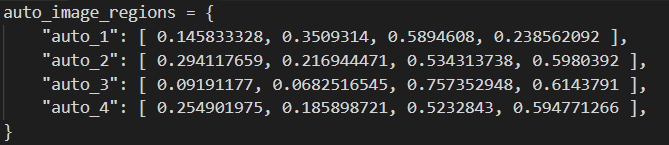 auto_image_regions = {
    "auto_1": [ 0.145833328, 0.3509314, 0.5894608, 0.238562092 ],
    "auto_2": [ 0.294117659, 0.216944471, 0.534313738, 0.5980392 ],
    "auto_3": [ 0.09191177, 0.0682516545, 0.757352948, 0.6143791 ],
    "auto_4": [ 0.254901975, 0.185898721, 0.5232843, 0.594771266 ],
}